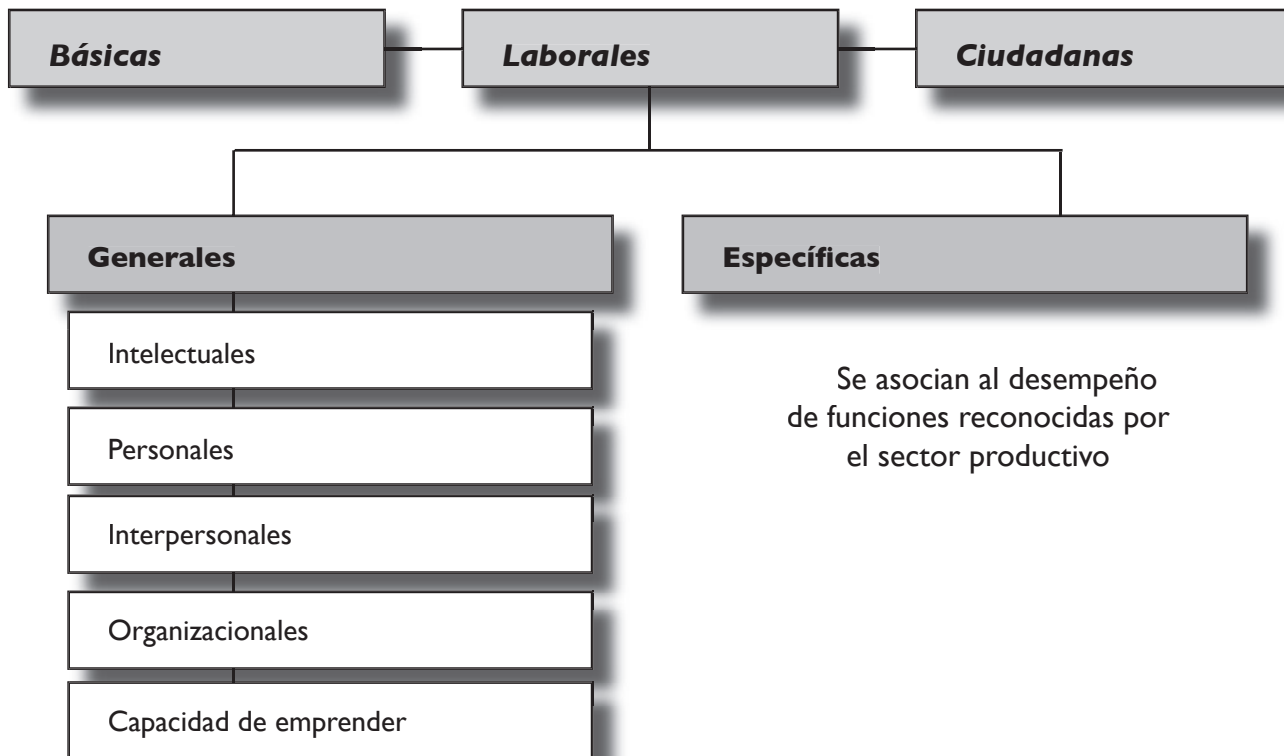 Básicas
Laborales
Ciudadanas
Generales
Específicas
Intelectuales
Personales
Interpersonales
Organizacionales
Capacidad de emprender
Se asocian al desempeño
de funciones reconocidas por
el sector productivo